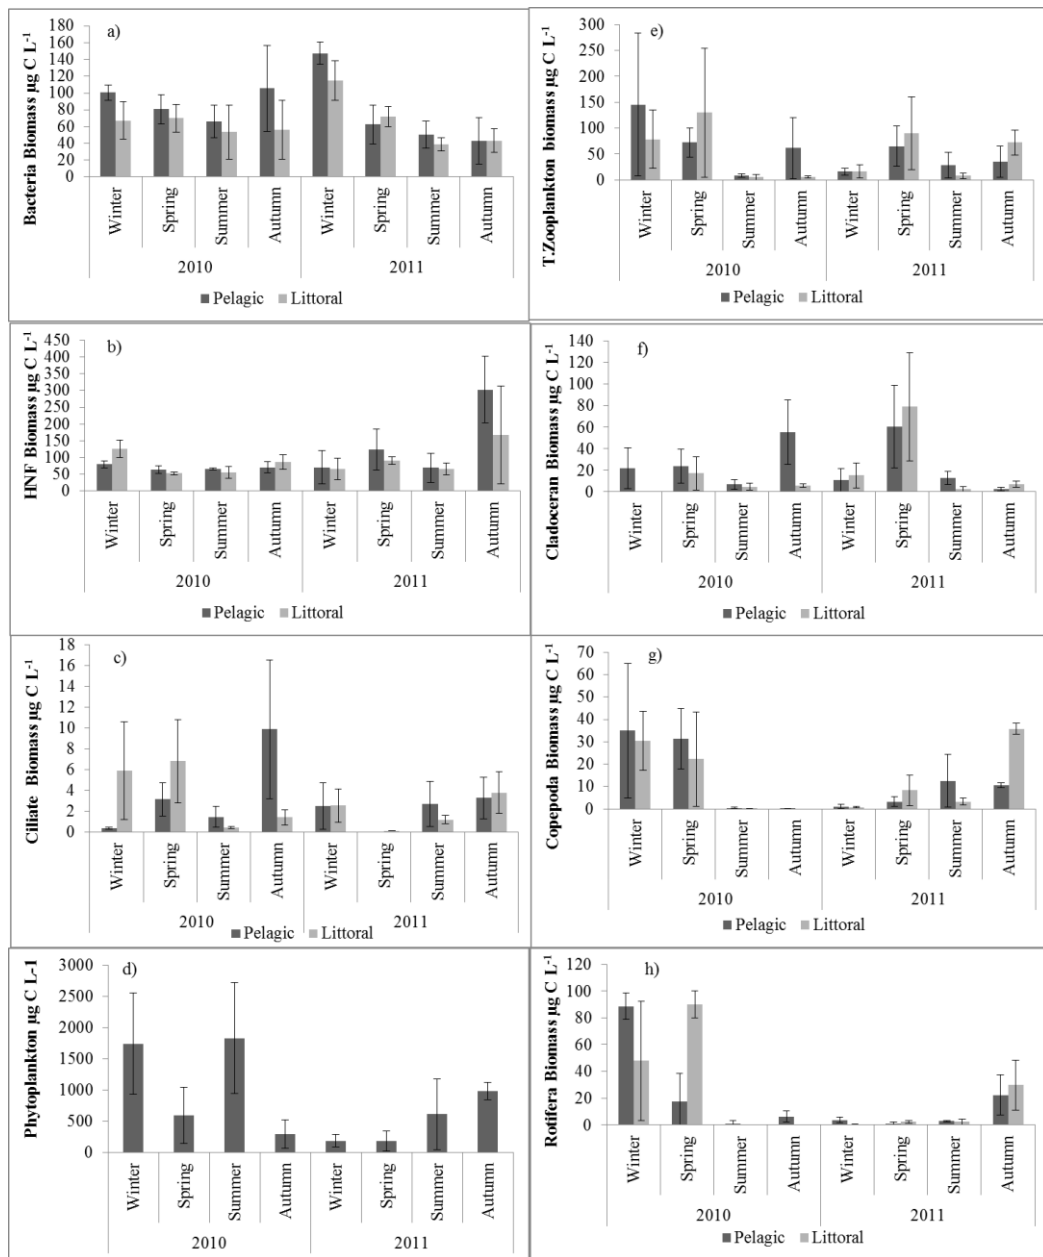 a)
Bacteria Biomass µg C L-1
180
160
140
120
100
80
60
40
20
0
Winter
Spring
Summer
Autumn
Winter
Spring
Summer
Autumn
2010
2011
Pelagic
Littoral
b)
HNF Biomass µg C L-1
450
400
350
300
250
200
150
100
50
0
Winter
Spring
Summer
Autumn
Winter
Spring
Summer
Autumn
2010
2011
Pelagic
Littoral
c)
Ciliate Biomass µg C L-1
18
16
14
12
10
8
6
4
2
0
Winter
Spring
Summer
Autumn
Winter
Spring
Summer
Autumn
2010
2011
Pelagic
Littoral
d)
Phytoplankton µg C L-1
3000
2500
2000
1500
1000
500
0
Winter
Spring
Summer
Autumn
Winter
Spring
Summer
Autumn
2010
2011
e)
T.Zooplankton biomass µg C L-1
300
250
200
150
100
50
0
Winter
Spring
Summer
Autumn
Winter
Spring
Summer
Autumn
2010
2011
Pelagic
Littoral
f)
Cladoceran Biomass µg C L-1
140
120
100
80
60
40
20
0
Winter
Spring
Summer
Autumn
Winter
Spring
Summer
Autumn
2010
2011
Pelagic
Littoral
g)
Copepoda Biomass µg C L-1
70
60
50
40
30
20
10
0
Winter
Spring
Summer
Autumn
Winter
Spring
Summer
Autumn
2010
2011
Pelagic
Littoral
h)
Rotifera Biomass µg C L-1
120
100
80
60
40
20
0
Winter
Spring
Summer
Autumn
Winter
Spring
Summer
Autumn
2010
2011
Pelagic
Littoral